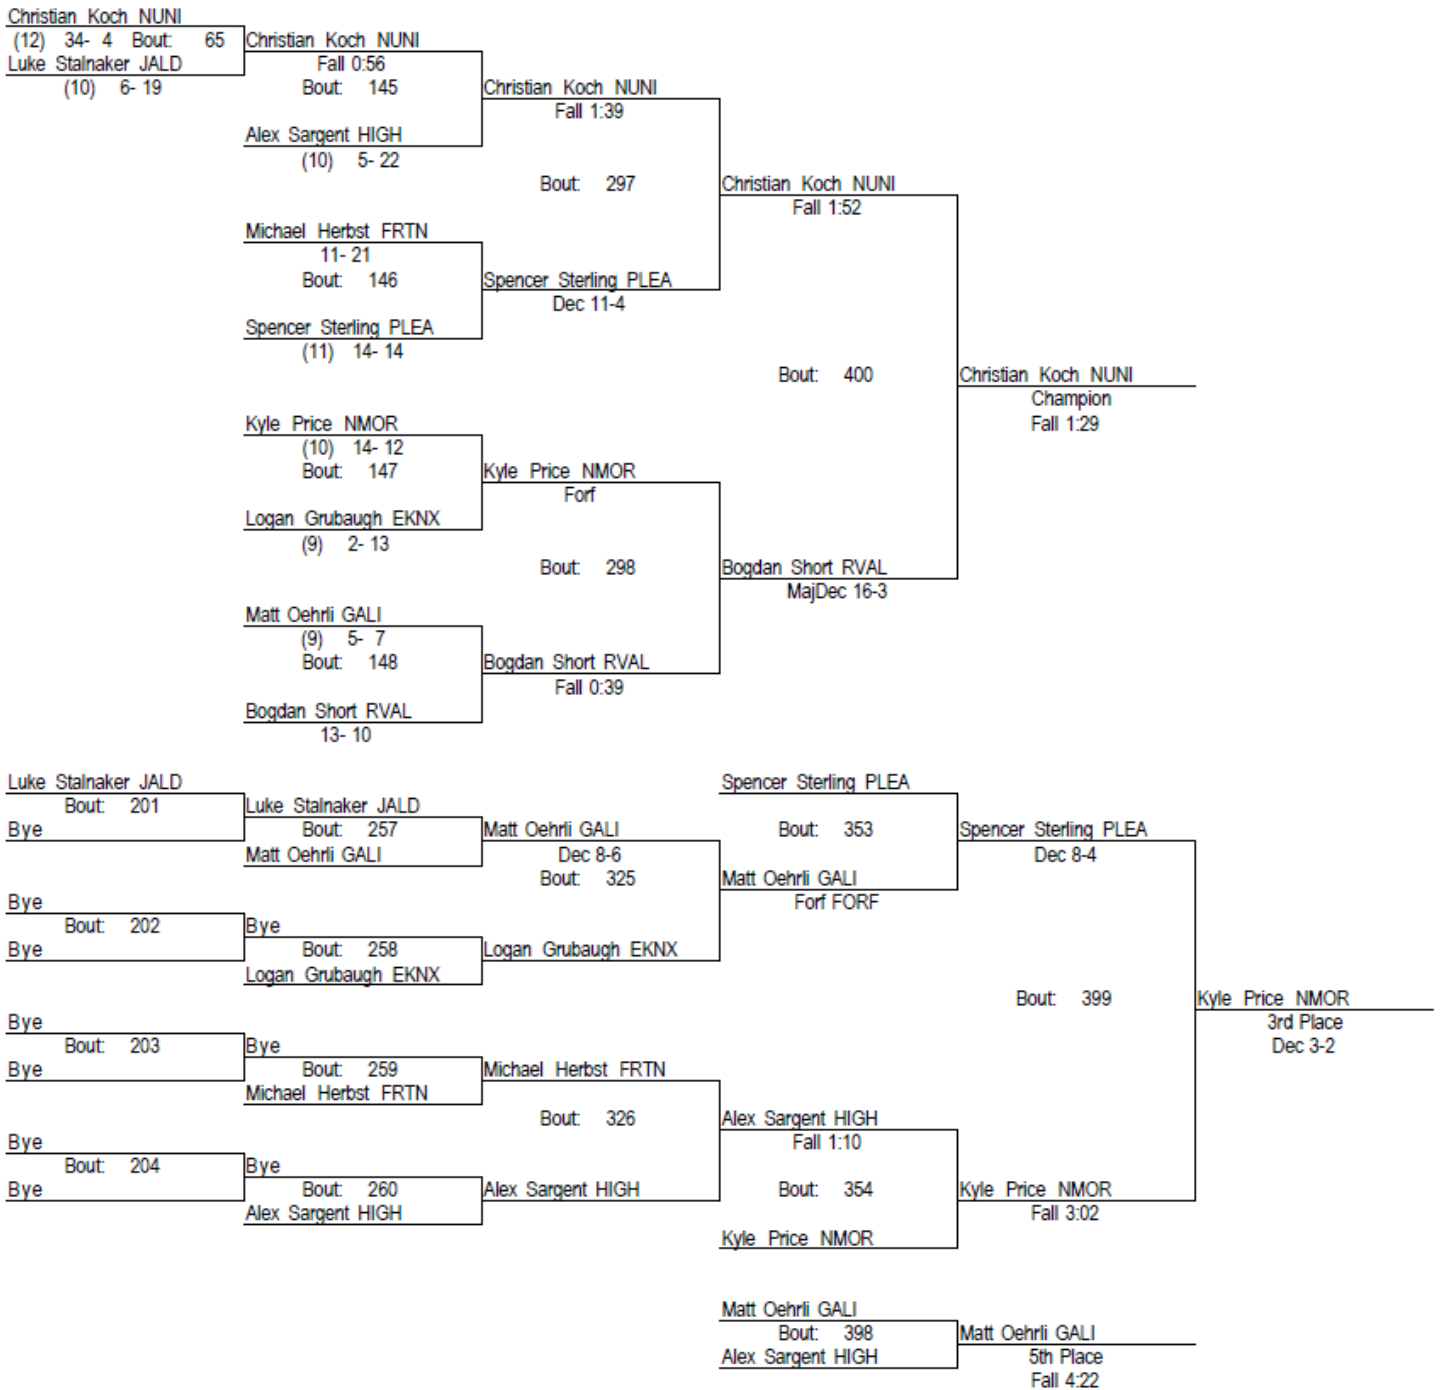 Christian Koch NUNI
(12) 34- 4 Bout: 65
Luke Stalnaker JALD
(10) 6- 19
Christian Koch NUNI
Fall 0:56
Bout: 145
Alex Sargent HIGH
(10) 5- 22
Christian Koch NUNI
Fall 1:39
Bout: 297
Michael Herbst FRTN
11- 21
Bout: 146
Spencer Sterling PLEA
(11) 14- 14
Spencer Sterling PLEA
Dec 11-4
Christian Koch NUNI
Fall 1:52
Bout: 400
Christian Koch NUNI
Champion
Fall 1:29
Kyle Price NMOR
(10) 14- 12
Bout: 147
Logan Grubaugh EKNX
(9) 2- 13
Kyle Price NMOR
Forf
Bout: 298
Matt Oehrli GALI
(9) 5- 7
Bout: 148
Bogdan Short RVAL
13- 10
Bogdan Short RVAL
Fall 0:39
Bogdan Short RVAL
MajDec 16-3
Luke Stalnaker JALD
Bout: 201
Bye
Luke Stalnaker JALD
Bout: 257
Matt Oehrli GALI
Matt Oehrli GALI
Dec 8-6
Bout: 325
Bye
Bout: 202
Bye
Bye
Bout: 258
Logan Grubaugh EKNX
Logan Grubaugh EKNX
Spencer Sterling PLEA
Bout: 353
Matt Oehrli GALI
Forf FORF
Spencer Sterling PLEA
Dec 8-4
Bout: 399
Kyle Price NMOR
3rd Place
Dec 3-2
Bye
Bout: 203
Bye
Bye
Bout: 259
Michael Herbst FRTN
Michael Herbst FRTN
Bout: 326
Bye
Bout: 204
Bye
Bye
Bout: 260
Alex Sargent HIGH
Alex Sargent HIGH
Alex Sargent HIGH
Fall 1:10
Bout: 354
Kyle Price NMOR
Kyle Price NMOR
Fall 3:02
Matt Oehrli GALI
Bout: 398
Alex Sargent HIGH
Matt Oehrli GALI
5th Place
Fall 4:22